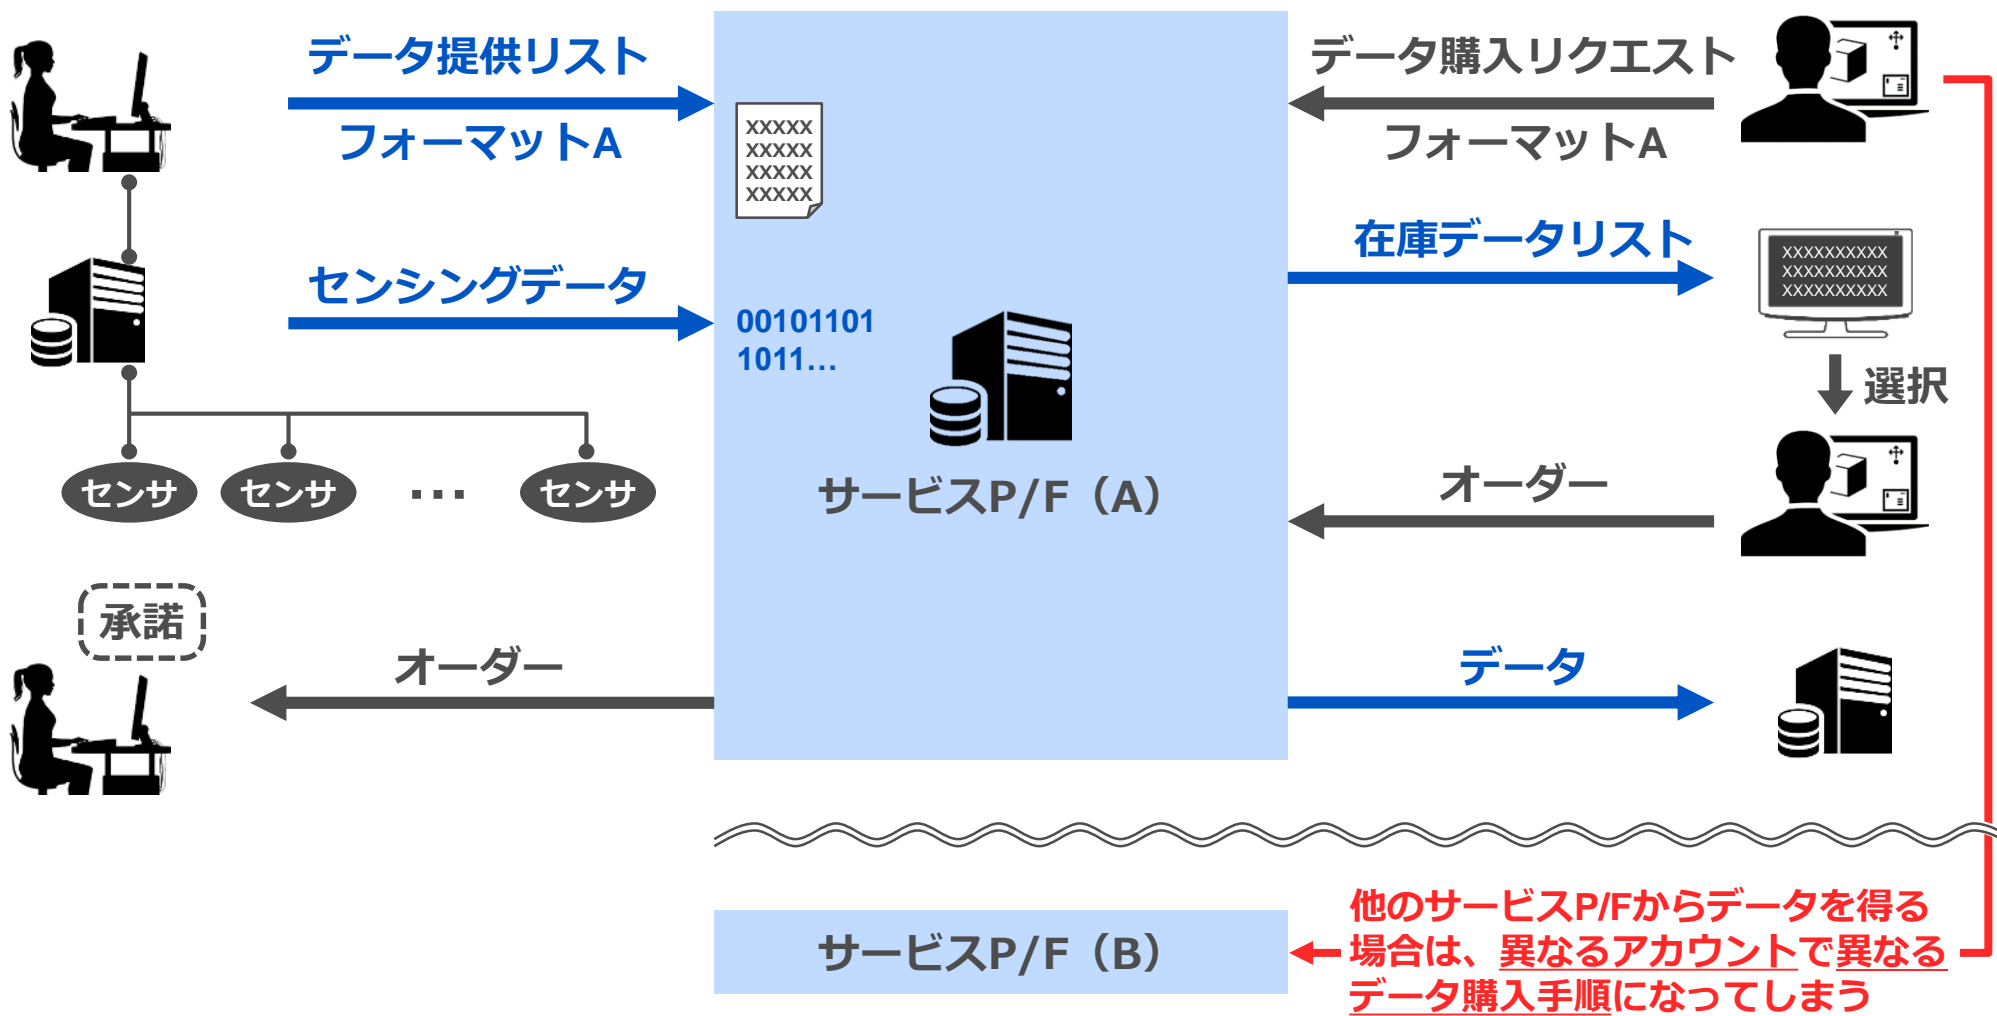 データ提供リスト
フォーマットA
XXXXX
XXXXX
XXXXX
XXXXX
センシングデータ
00101101
1011...
センサ
センサ
...
センサ
承諾
オーダー
サービスP/F（A）
データ購入リクエスト
フォーマットA
在庫データリスト
XXXXXXXXXX
XXXXXXXXXX
XXXXXXXXXX
選択
オーダー
データ
サービスP/F（B）
他のサービスP/Fからデータを得る
場合は、異なるアカウントで異なる
データ購入手順になってしまう